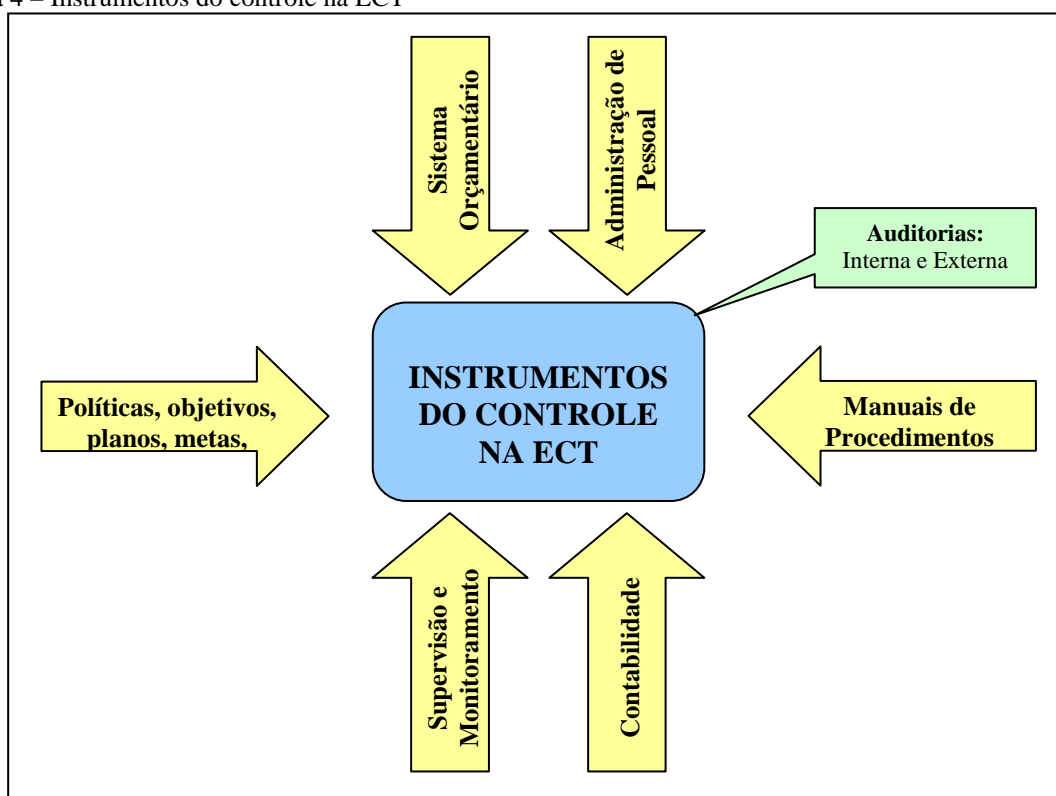 4 – Instrumentos do controle na ECT
Sistema
Orçamentário
Administração de
Pessoal
Auditorias:
Interna e Externa
Políticas, objetivos,
planos, metas,
INSTRUMENTOS
DO CONTROLE
NA ECT
Manuais de
Procedimentos
Supervisão e
Monitoramento
Contabilidade